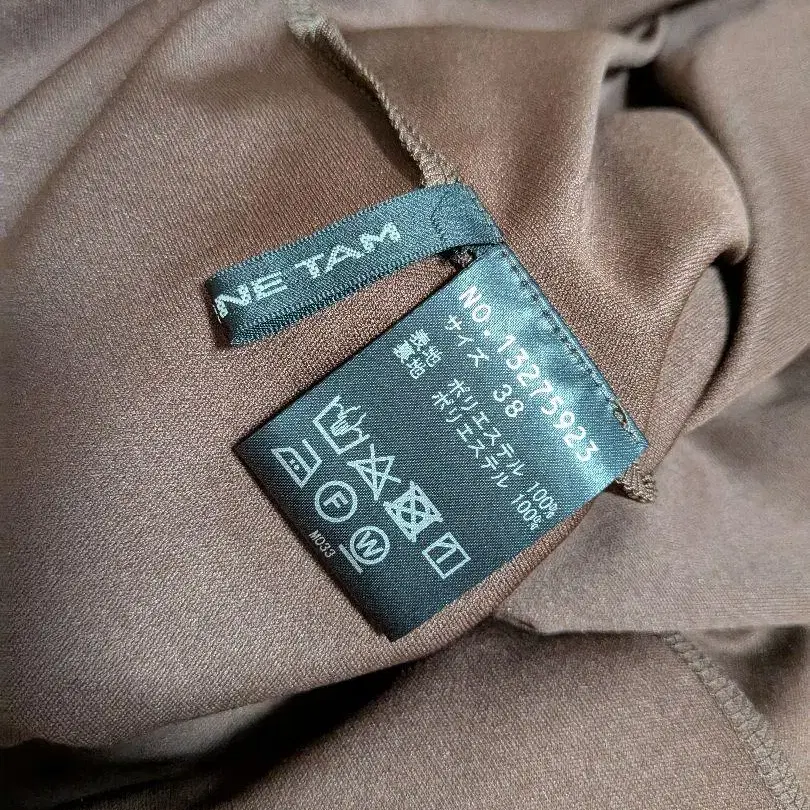 NE TAM
NO.13275923
サイズ 38
表地 ポリエステル 100%
裏地 ポリエステル 100%
F
W
M033